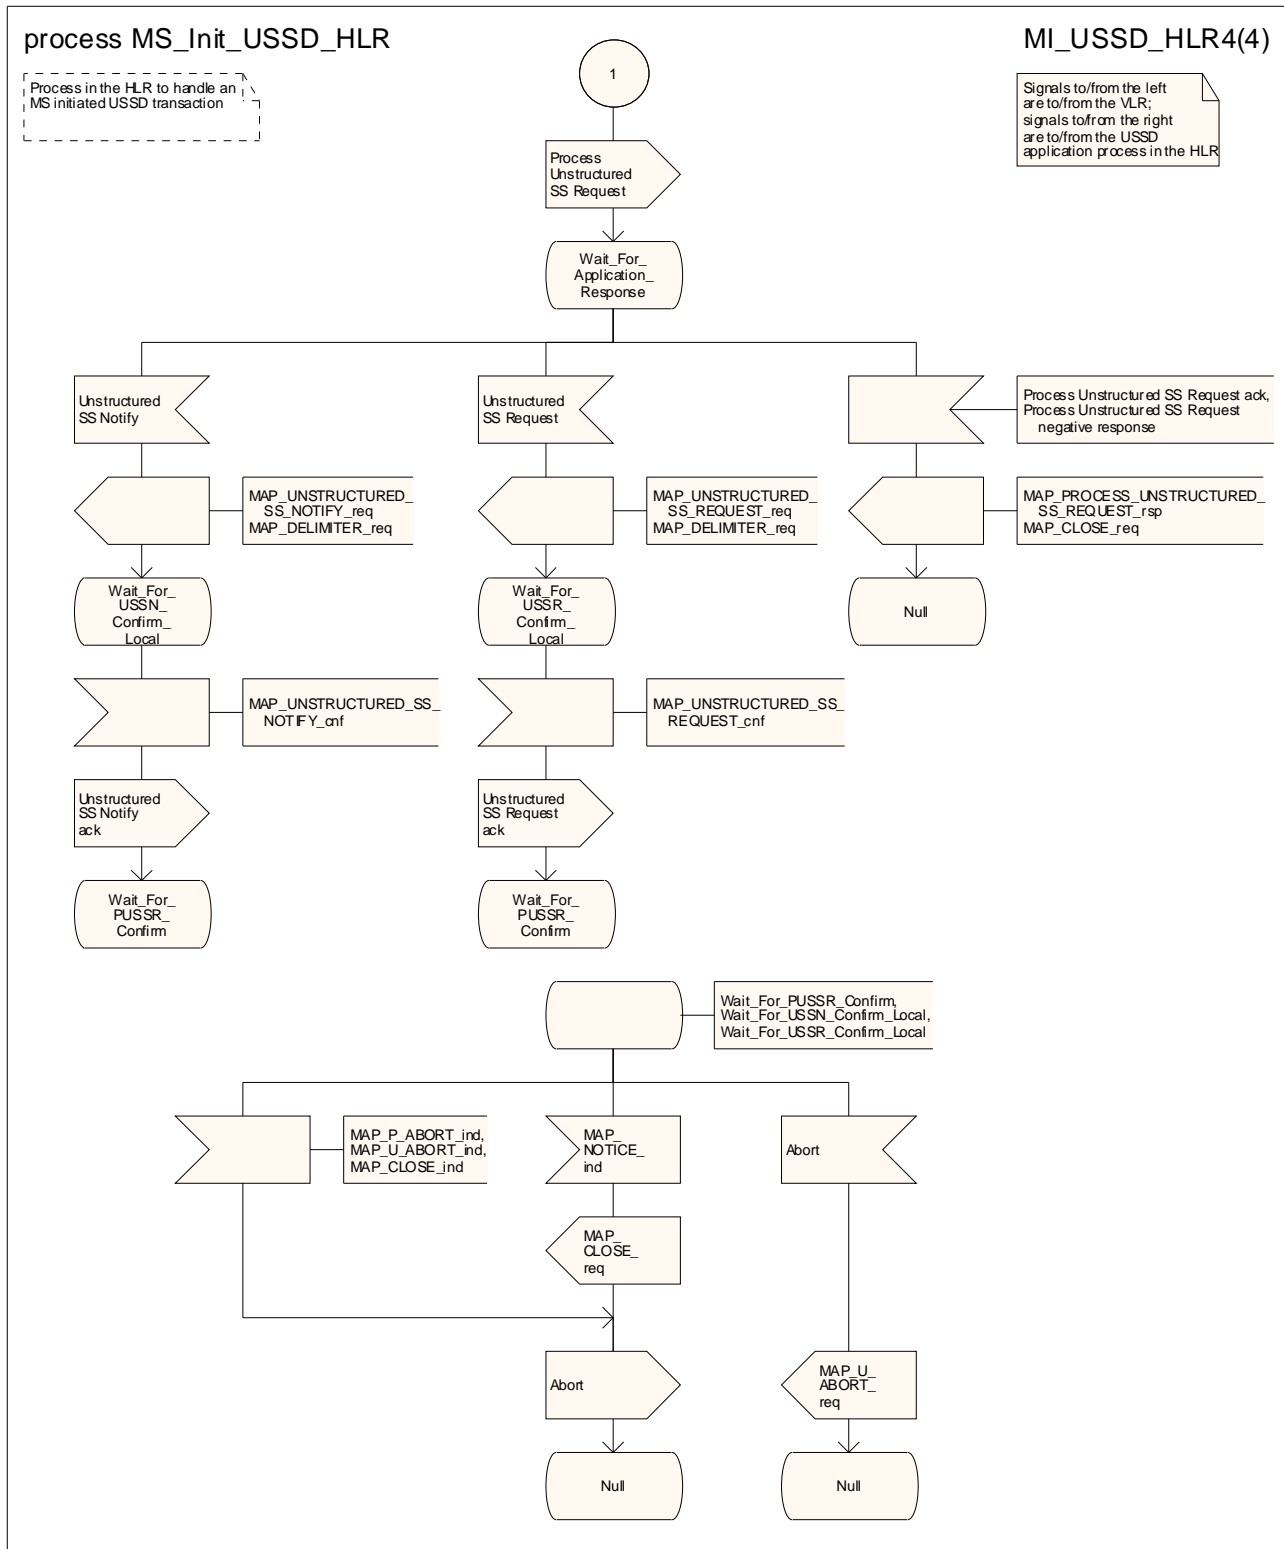 process MS_Init_USSD_HLR
MI_USSD_HLR4(4)
Process in the HLR to handle an
MS initiated USSD transaction
1
Signals to/from the left
are to/from the VLR;
signals to/from the right
are to/from the USSD
application process in the HLR
Process
Unstructured
SS Request
Wait_For_
Application_
Response
Unstructured
SS Notify
Unstructured
SS Request
Process Unstructured SS Request ack,
Process Unstructured SS Request
negative response
MAP_UNSTRUCTURED_
SS_NOTIFY_req
MAP_DELIMITER_req
MAP_UNSTRUCTURED_
SS_REQUEST_req
MAP_DELIMITER_req
MAP_PROCESS_UNSTRUCTURED_
SS_REQUEST_rsp
MAP_CLOSE_req
Wait_For_
USSN_
Confirm_
Local
Wait_For_
USSR_
Confirm_
Local
Null
MAP_UNSTRUCTURED_SS_
NOTIFY_cnf
MAP_UNSTRUCTURED_SS_
REQUEST_cnf
Unstructured
SS Notify
ack
Unstructured
SS Request
ack
Wait_For_
PUSSR_
Confirm
Wait_For_
PUSSR_
Confirm
Wait_For_PUSSR_Confirm,
Wait_For_USSN_Confirm_Local,
Wait_For_USSR_Confirm_Local
MAP_P_ABORT_ind,
MAP_U_ABORT_ind,
MAP_CLOSE_ind
MAP_
NOTICE_
ind
Abort
MAP_
CLOSE_
req
Abort
MAP_U_
ABORT_
req
Null
Null